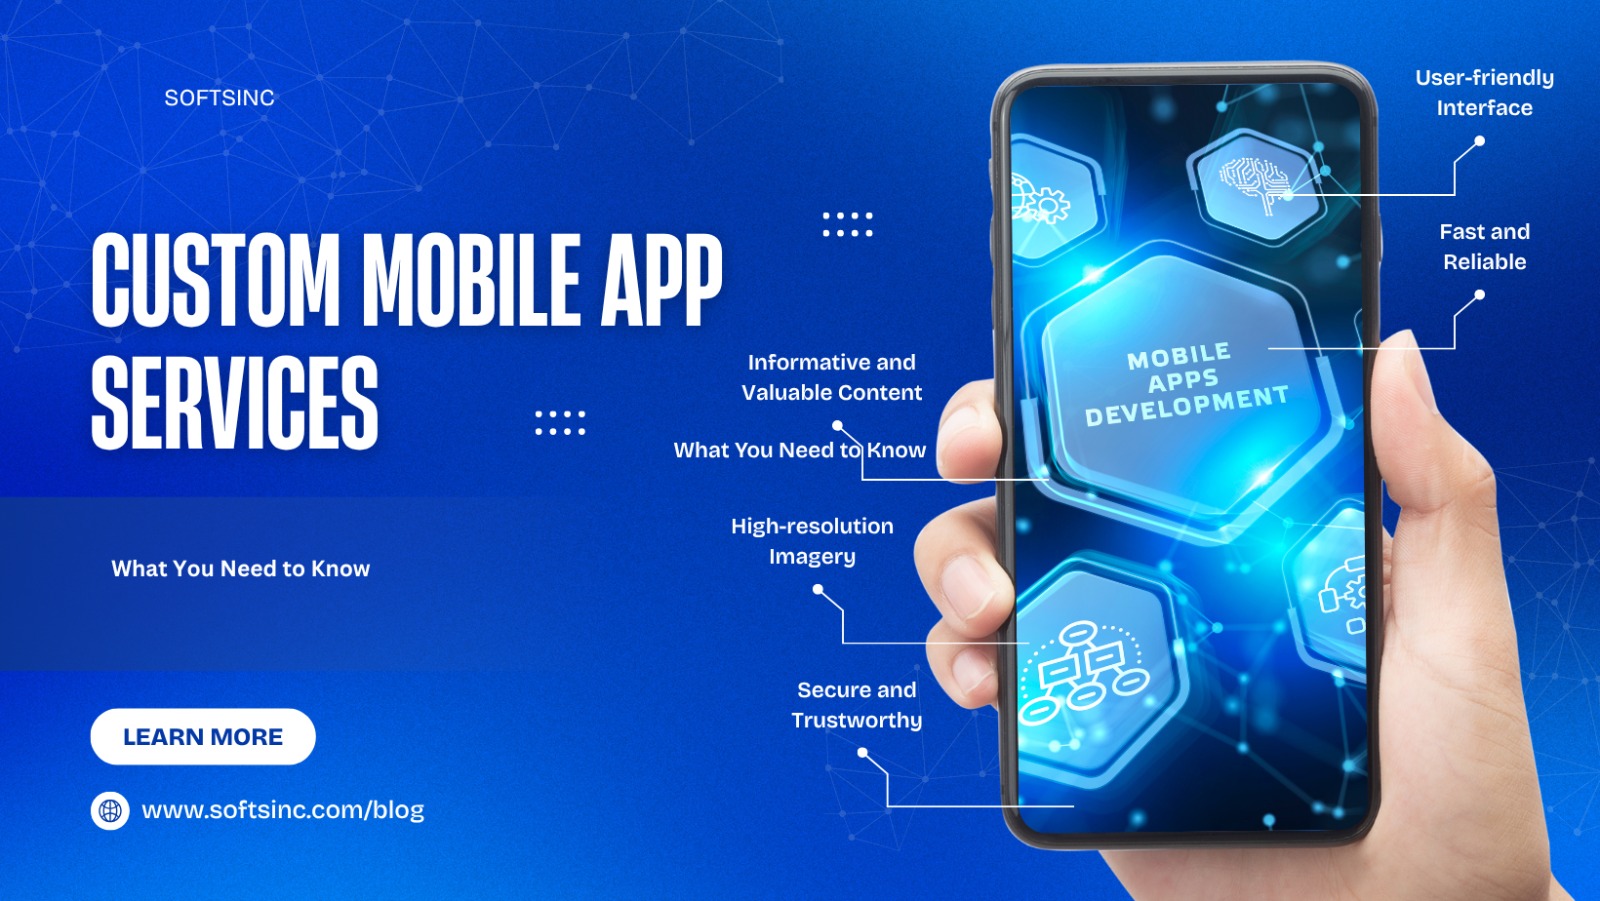 SOFTSINC
CUSTOM MOBILE APP
SERVICES
What You Need to Know
LEARN MORE
www.softsinc.com/blog
Informative and
Valuable Content
What You Need to Know
High-resolution
Imagery
Secure and
Trustworthy
MOBILE
APPS
DEVELOPMENT
User-friendly
Interface
Fast and
Reliable